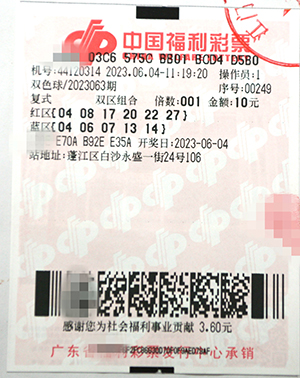 中国福利彩票
03C6 5750 BB01 BCD4 D5B0
机号:44120314 2023.06.04-11:19:20 操作员:1
双色球/2023063期 序号:00249
复式 双区组合 倍数:001 金额:10元
红区[04 08 17 20 22 27]
蓝区[04 06 07 13 14]
E70A B92E E35A 开奖日:2023-06-04
站地址:蓬江区白沙永盛一街24号106
感谢您为社会福利事业贡献 3.60元
广东 中心承销